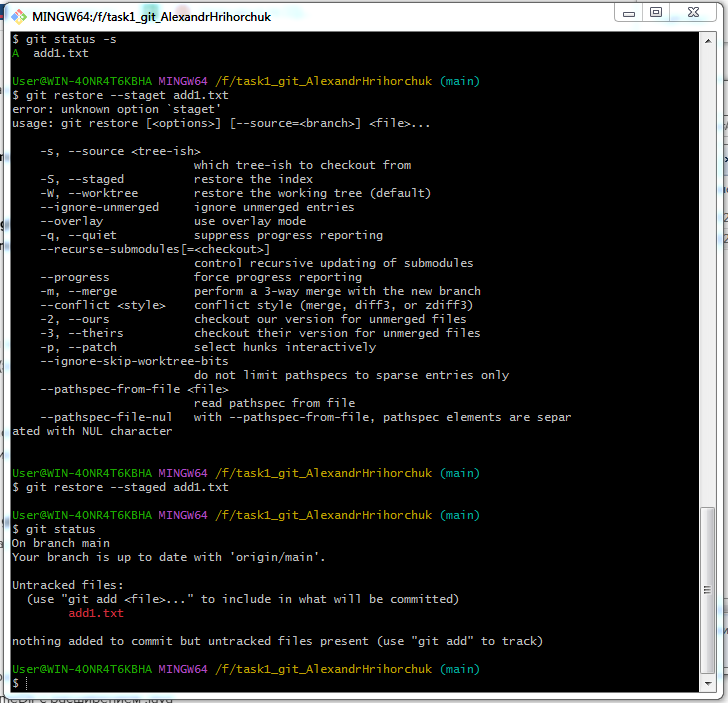 MINGW64:/f/task1_git_AlexandrHrihorchuk
$ git status -s
A  add1.txt

User@WIN-4ONR4T6KBHA MINGW64 /f/task1_git_AlexandrHrihorchuk (main)
$ git restore --staget add1.txt
error: unknown option `staget'
usage: git restore [<options>] [--source=<branch>] <file>...

    -s, --source <tree-ish>
                          which tree-ish to checkout from
    -S, --staged          restore the index
    -W, --worktree        restore the working tree (default)
    --ignore-unmerged     ignore unmerged entries
    --overlay             use overlay mode
    -q, --quiet           suppress progress reporting
    --recurse-submodules[=<checkout>]
                          control recursive updating of submodules
    --progress            force progress reporting
    -m, --merge           perform a 3-way merge with the new branch
    --conflict <style>    conflict style (merge, diff3, or zdiff3)
    -2, --ours            checkout our version for unmerged files
    -3, --theirs          checkout their version for unmerged files
    -p, --patch           select hunks interactively
    --ignore-skip-worktree-bits
                          do not limit pathspecs to sparse entries only
    --pathspec-from-file <file>
                          read pathspec from file
    --pathspec-file-nul   with --pathspec-from-file, pathspec elements are separ
ated with NUL character

User@WIN-4ONR4T6KBHA MINGW64 /f/task1_git_AlexandrHrihorchuk (main)
$ git restore --staged add1.txt

User@WIN-4ONR4T6KBHA MINGW64 /f/task1_git_AlexandrHrihorchuk (main)
$ git status
On branch main
Your branch is up to date with 'origin/main'.

Untracked files:
  (use "git add <file>..." to include in what will be committed)
        add1.txt

nothing added to commit but untracked files present (use "git add" to track)

User@WIN-4ONR4T6KBHA MINGW64 /f/task1_git_AlexandrHrihorchuk (main)
$